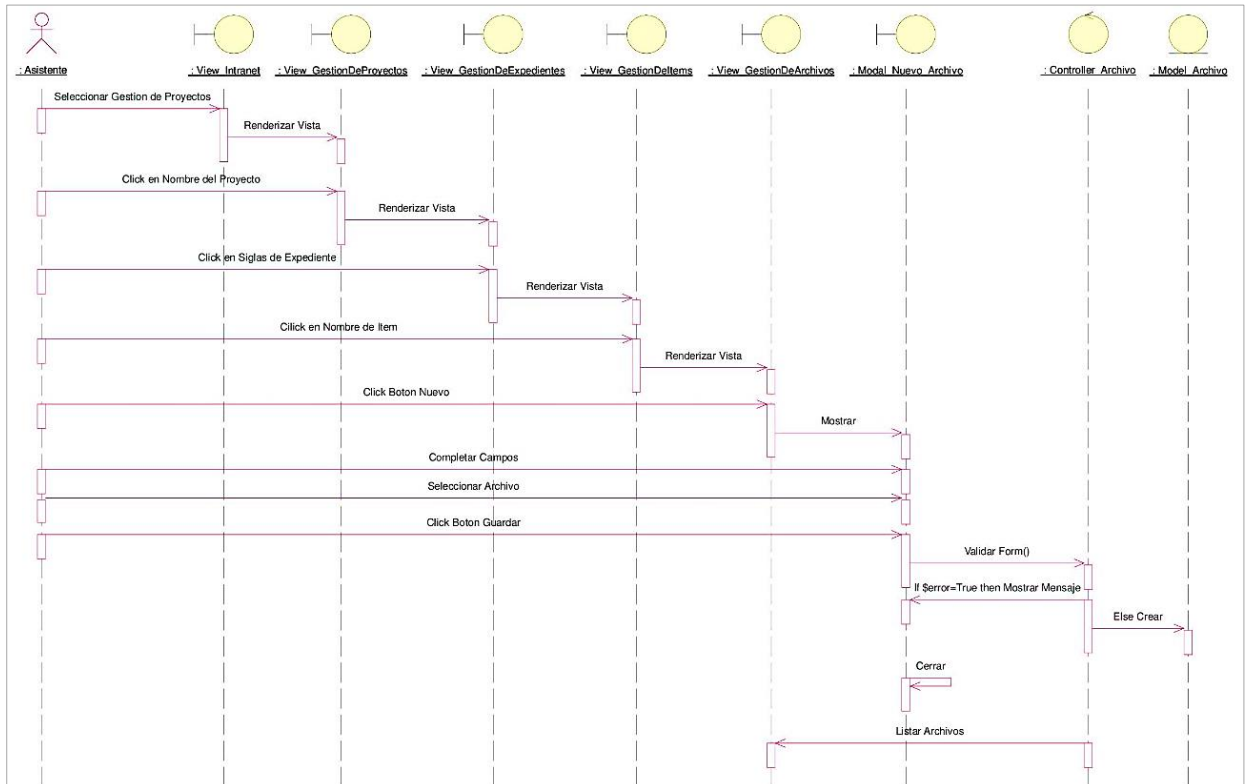 : Asistente
: View_Intranet
: View_GestionDeProyectos
: View_GestionDeExpedientes
: View_GestionDeItems
: View_GestionDeArchivos
: Modal_Nuevo_Archivo
: Controller_Archivo
: Model_Archivo
Seleccionar Gestion de Proyectos
Renderizar Vista
Click en Nombre del Proyecto
Renderizar Vista
Click en Siglas de Expediente
Renderizar Vista
Cilick en Nombre de Item
Renderizar Vista
Click Boton Nuevo
Mostrar
Completar Campos
Seleccionar Archivo
Click Boton Guardar
Validar Form()
If $error=True then Mostrar Mensaje
Else Crear
Cerrar
Listar Archivos